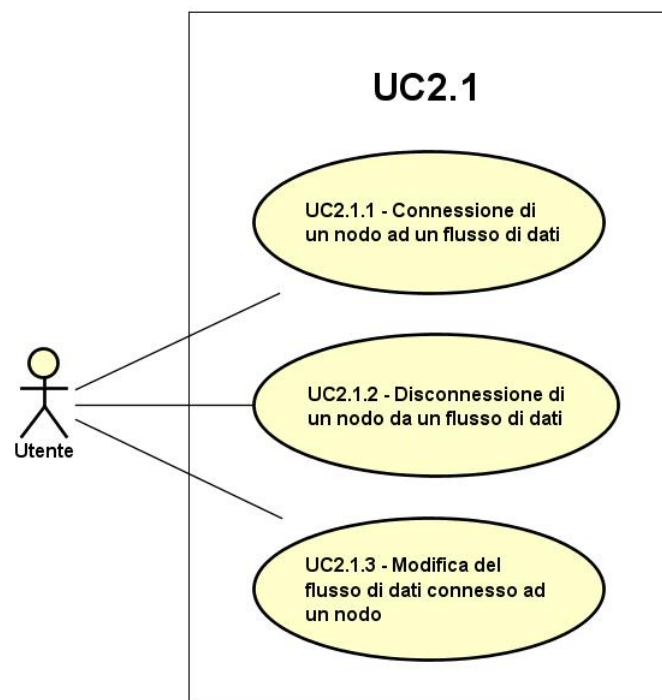 UC2.1
UC2.1.1 - Connessione di
un nodo ad un flusso di dati
UC2.1.2 - Disconnessione di
un nodo da un flusso di dati
Utente
UC2.1.3 - Modifica del
flusso di dati connesso ad
un nodo